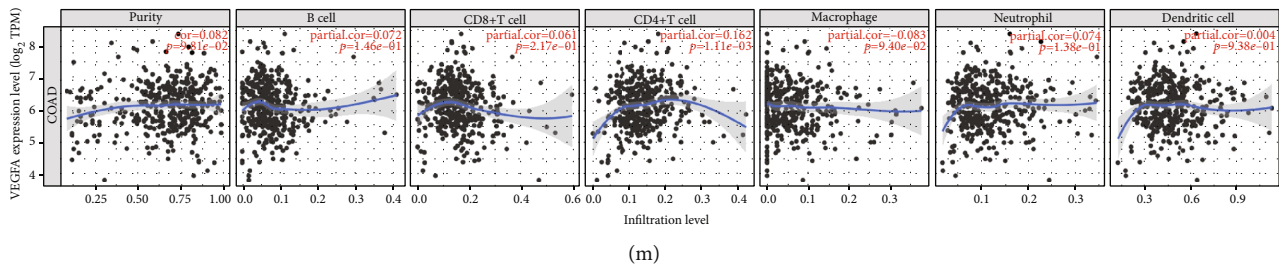 Purity
B cell
CD8+T cell
CD4+T cell
Macrophage
Neutrophil
Dendritic cell
VEGFA expression level (log2 TPM)
COAD
8
7
6
5
4
cor=0.082
p=9.81e−02
partial.cor=0.072
p=1.46e−01
partial.cor=0.061
p=2.17e−01
partial.cor=0.162
p=1.11e−03
partial.cor=−0.083
p=9.40e−02
partial.cor=0.074
p=1.38e−01
partial.cor=0.004
p=9.38e−01
0.25 0.50 0.75 1.00
0.0 0.1 0.2 0.3 0.4
0.0 0.2 0.4 0.6
0.0 0.1 0.2 0.3 0.4
0.0 0.1 0.2 0.3
0.1 0.2 0.3
0.3 0.6 0.9
Infiltration level
(m)